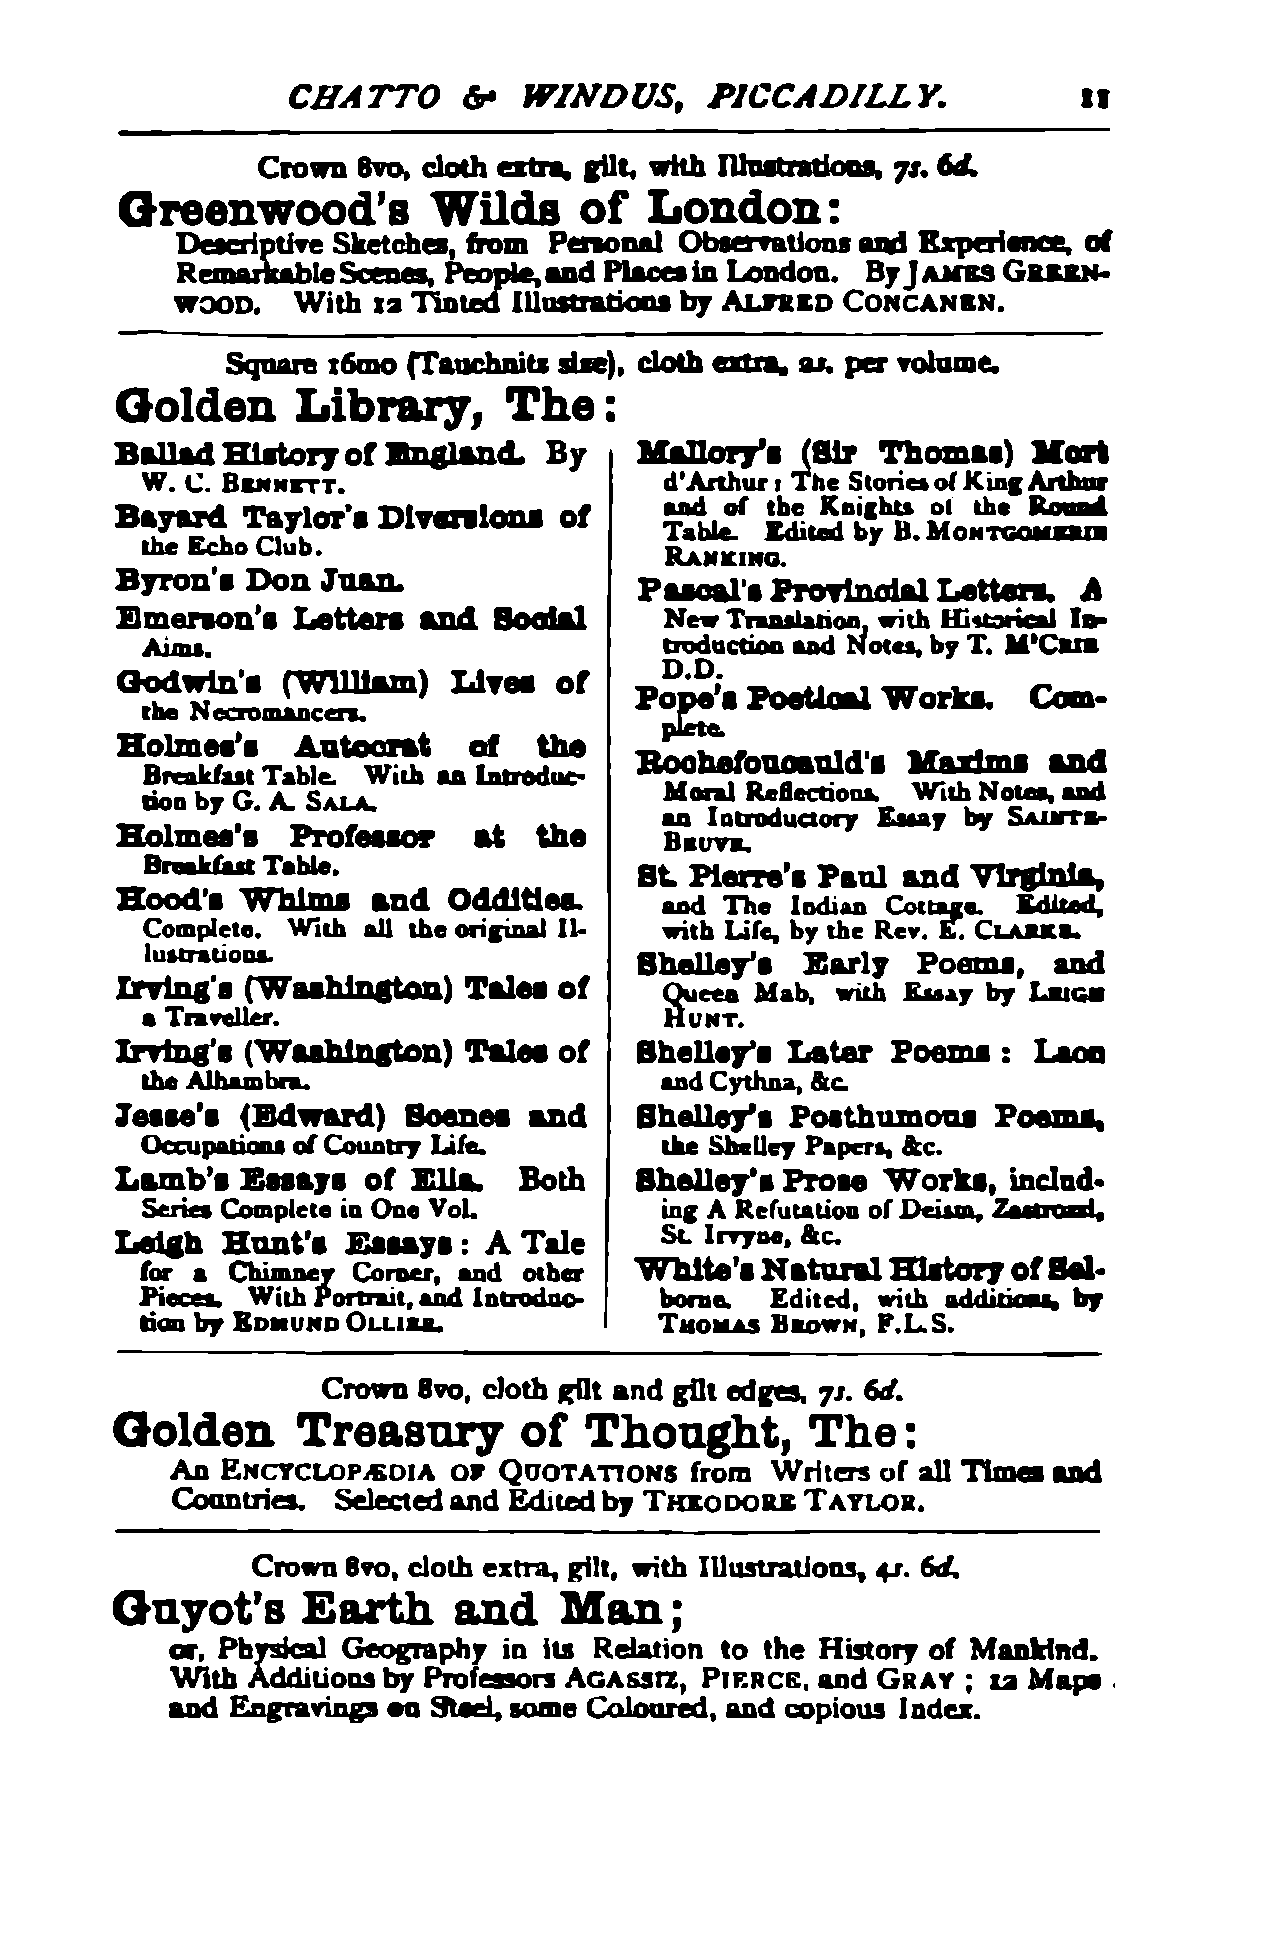 CHATTO & WINDUS, PICCADILLY. 11
Crown 8vo, cloth extra, gilt, with Illustrations, 7s. 6d.
Greenwood's Wilds of London:
Descriptive Sketches, from Personal Observations and Experience, of
Remarkable Scenes, People, and Places in London. By JAMES GREEN-
WOOD. With 12 Tinted Illustrations by ALFRED CONCANEN.
Square 16mo (Tauchnitz size), cloth extra, 2s. per volume.
Golden Library, The:
Ballad History of England. By
W. C. BENNETT.
Bayard Taylor's Diversions of
the Echo Club.
Byron's Don Juan.
Emerson's Letters and Social
Aims.
Godwin's (William) Lives of
the Necromancers.
Holmes's Autocrat of the
Breakfast Table. With an Introduc-
tion by G. A. SALA.
Holmes's Professor at the
Breakfast Table.
Hood's Whims and Oddities.
Complete. With all the original Il-
lustrations.
Irving's (Washington) Tales of
a Traveller.
Irving's (Washington) Tales of
the Alhambra.
Jesse's (Edward) Scenes and
Occupations of Country Life.
Lamb's Essays of Elia. Both
Series Complete in One Vol.
Leigh Hunt's Essays: A Tale
for a Chimney Corner, and other
Pieces. With Portrait, and Introduc-
tion by EDMUND OLLIER.
Mallory's (Sir Thomas) Mort
d'Arthur: The Stories of King Arthur
and of the Knights of the Round
Table. Edited by B. MONTGOMERIE
RANKING.
Pascal's Provincial Letters. A
New Translation, with Historical In-
troduction and Notes, by T. M'CRIE
D.D.
Pope's Poetical Works. Com-
plete.
Rochefoucauld's Maxims and
Moral Reflections. With Notes, and
an Introductory Essay by SAINTE-
BEUVE.
St. Pierre's Paul and Virginia,
and The Indian Cottage. Edited,
with Life, by the Rev. E. CLARKE.
Shelley's Early Poems, and
Queen Mab, with Essay by LEIGH
HUNT.
Shelley's Later Poems: Laon
and Cythna, &c.
Shelley's Posthumous Poems,
the Shelley Papers, &c.
Shelley's Prose Works, includ-
ing A Refutation of Deism, Zastrozzi,
St. Irvyne, &c.
White's Natural History of Sel-
borne. Edited, with additions, by
THOMAS BROWN, F.L.S.
Crown 8vo, cloth gilt and gilt edges, 7s. 6d.
Golden Treasury of Thought, The:
An ENCYCLOPÆDIA OF QUOTATIONS from Writers of all Times and
Countries. Selected and Edited by THEODORE TAYLOR.
Crown 8vo, cloth extra, gilt, with Illustrations, 4s. 6d.
Guyot's Earth and Man;
or, Physical Geography in its Relation to the History of Mankind.
With Additions by Professors AGASSIZ, PIERCE, and GRAY; 12 Maps
and Engravings on Steel, some Coloured, and copious Index.